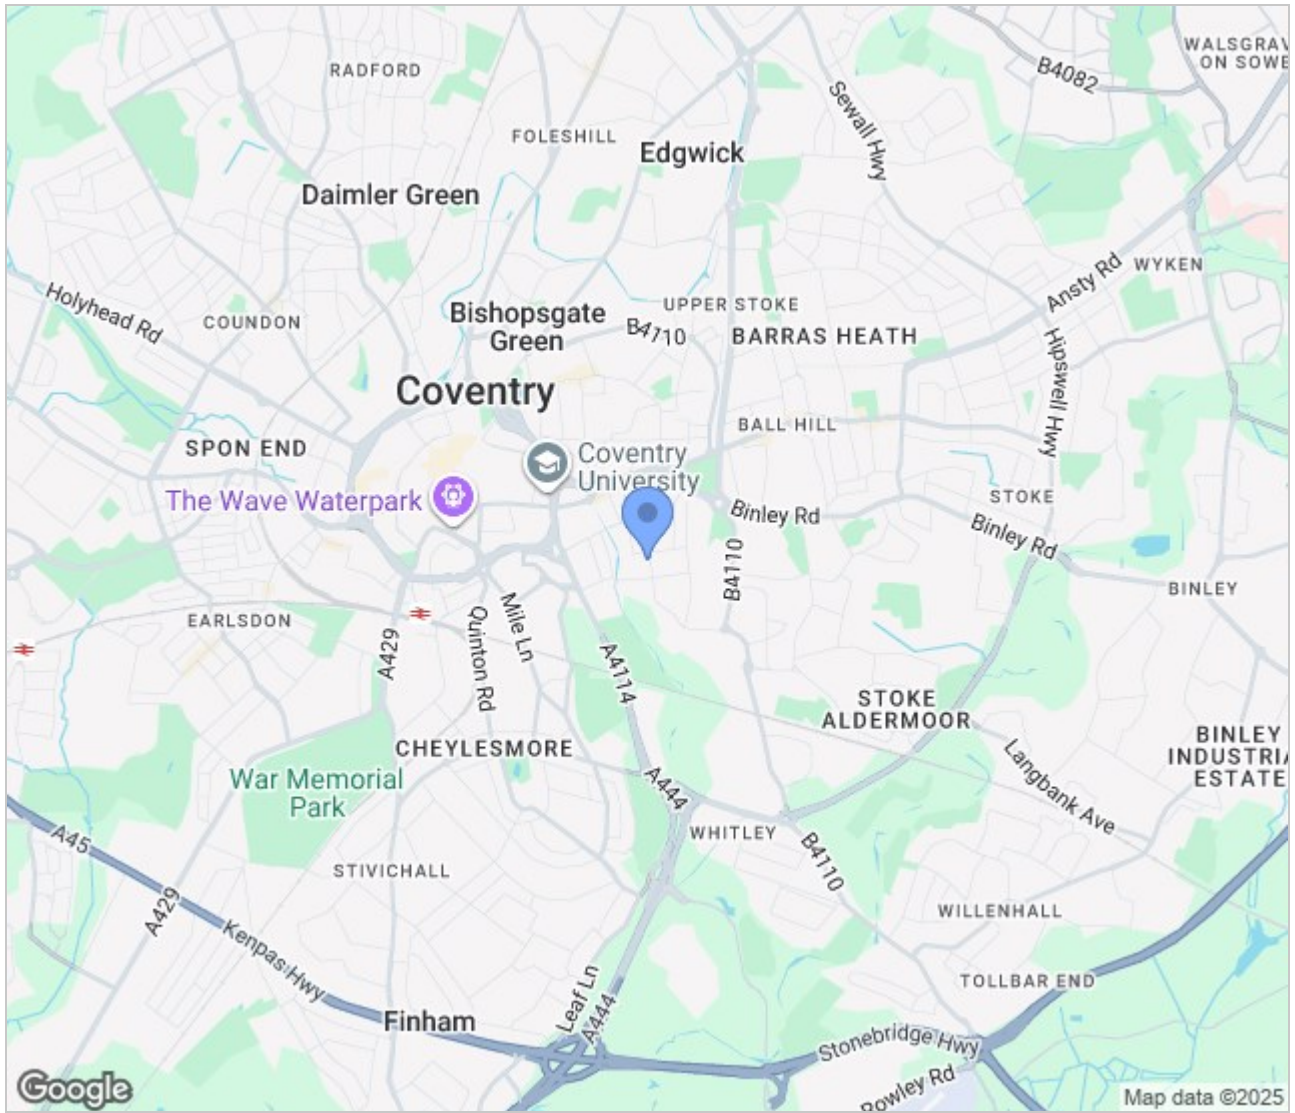 WALSGRAV
ON SOWE
RADFORD
B4082
Sewall Hwy
FOLESHILL
Edgwick
Daimler Green
WYKEN
Ansty Rd
Holyhead Rd
COUNDON
Bishopsgate
Green
B4110
UPPER STOKE
BARRAS HEATH
Hipswell Hwy
Coventry
BALL HILL
SPON END
Coventry
University
The Wave Waterpark
Binley Rd
STOKE
Binley Rd
B4110
BINLEY
EARLSDON
A429
Quinton Rd
Mile Ln
A4114
STOKE
ALDERMOOR
CHEYLESMORE
BINLEY
INDUSTRIA
ESTATE
Langbank Ave
War Memorial
Park
A444
WHITLEY
A45
B4110
STIVICHALL
A429
WILLENHALL
Kenpas Hwy
TOLLBAR END
Leaf Ln
A444
Finham
Stonebridge Hwy
Rowley Rd
Google
Map data ©2025